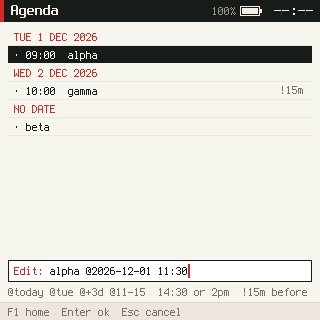 Agenda 100% --:--
TUE 1 DEC 2026
· 09:00 alpha
WED 2 DEC 2026
· 10:00 gamma !15m
NO DATE
· beta
Edit: alpha @2026-12-01 11:30
@today @tue @+3d @11-15 14:30 or 2pm !15m before
F1 home Enter ok Esc cancel